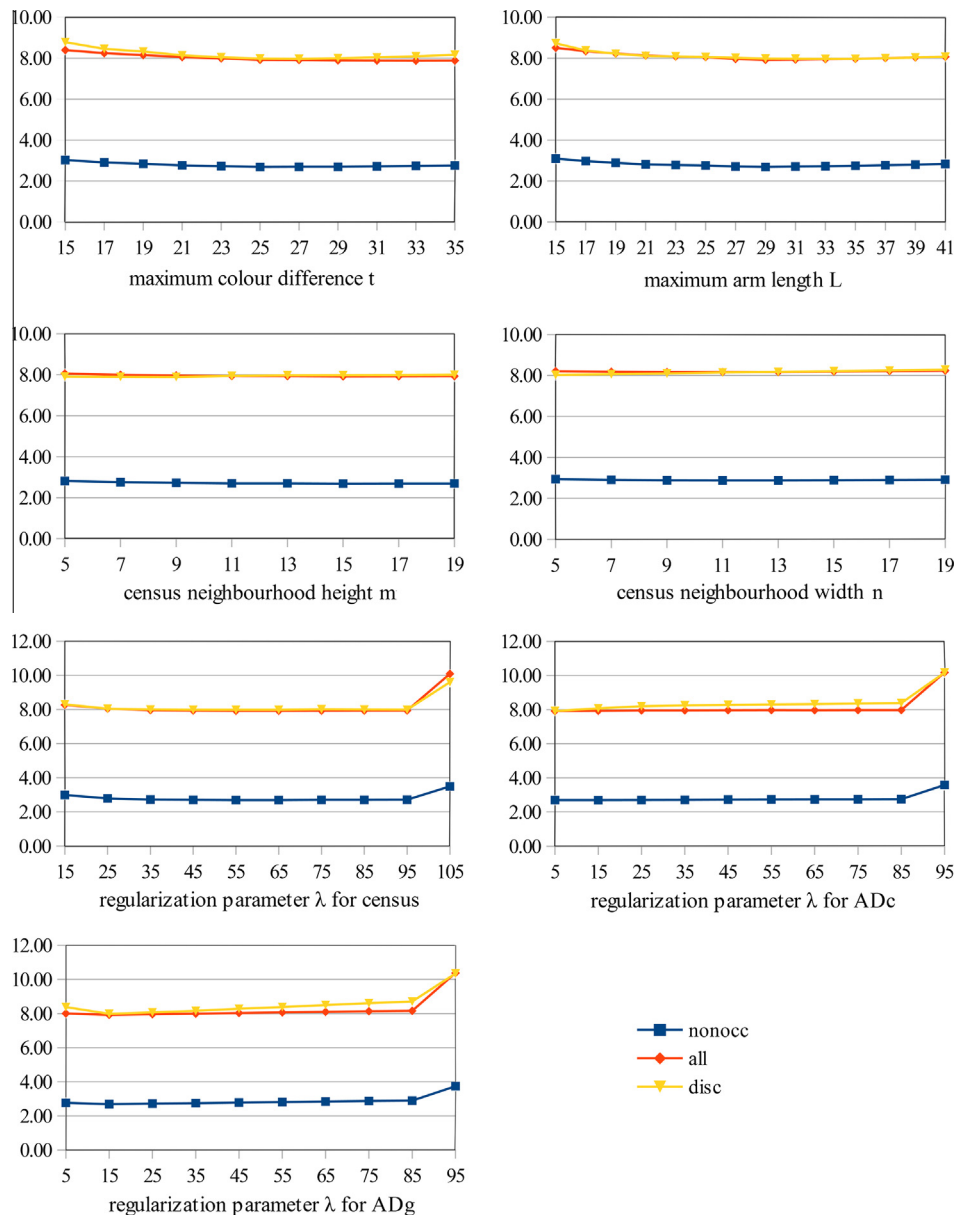 10.00
8.00
6.00
4.00
2.00
0.00
15 17 19 21 23 25 27 29 31 33 35
maximum colour difference t
10.00
8.00
6.00
4.00
2.00
0.00
15 17 19 21 23 25 27 29 31 33 35 37 39 41
maximum arm length L
10.00
8.00
6.00
4.00
2.00
0.00
5 7 9 11 13 15 17 19
census neighbourhood height m
10.00
8.00
6.00
4.00
2.00
0.00
5 7 9 11 13 15 17 19
census neighbourhood width n
12.00
10.00
8.00
6.00
4.00
2.00
0.00
15 25 35 45 55 65 75 85 95 105
regularization parameter λ for census
12.00
10.00
8.00
6.00
4.00
2.00
0.00
5 15 25 35 45 55 65 75 85 95
regularization parameter λ for ADc
12.00
10.00
8.00
6.00
4.00
2.00
0.00
5 15 25 35 45 55 65 75 85 95
regularization parameter λ for ADg
nonocc
all
disc